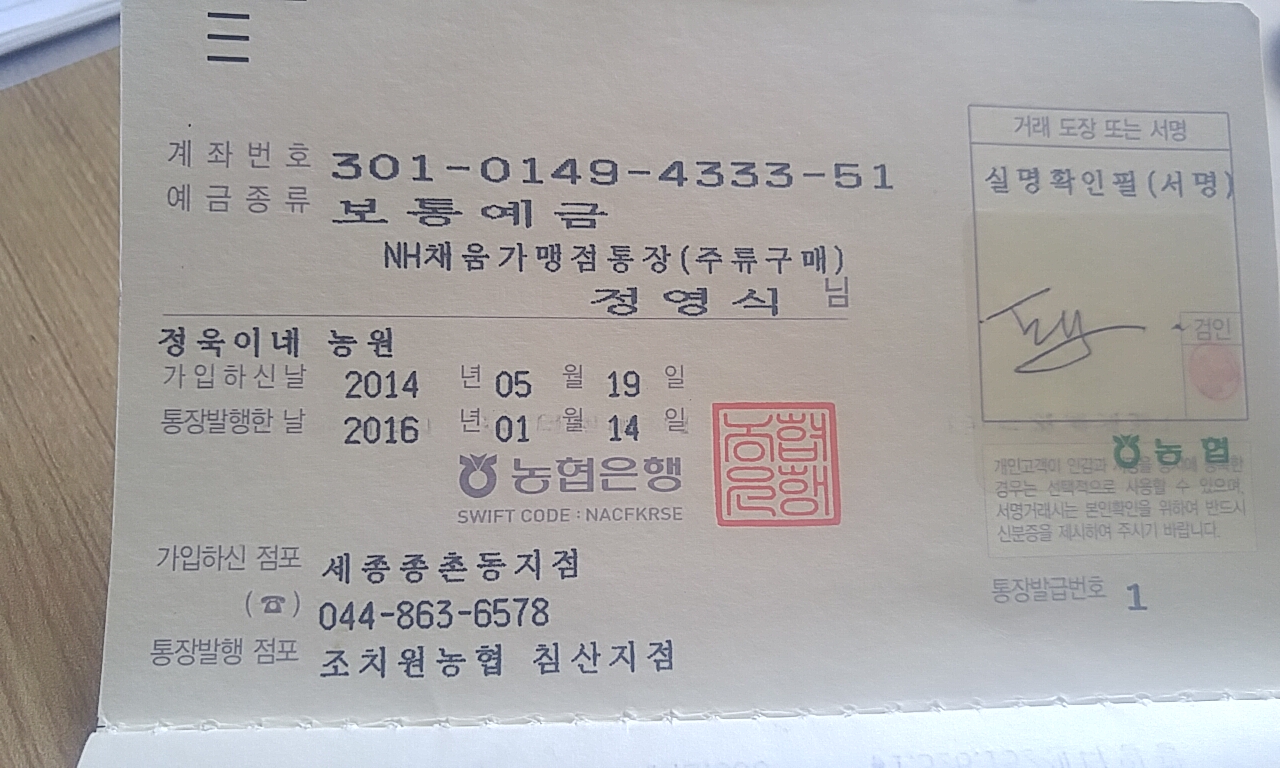 계좌번호 301-0149-4333-51
예금종류 보통예금
NH채움가맹점통장(주류구매)
정영식 님
정욱이네 농원
가입하신날 2014 년 05 월 19 일
통장발행한 날 2016 년 01 월 14 일
농협은행
SWIFT CODE : NACFKRSE
가입하신 점포 세종종촌동지점
(☎) 044-863-6578
통장발행 점포 조치원농협 침산지점
거래 도장 또는 서명
실명확인필(서명)
검인
농협
개인고객이 인감과
경우는 선택적으로 사용할 수 있으며,
서명거래시는 본인확인을 위하여 반드시
신분증을 제시하여 주시기 바랍니다.
통장발급번호 1